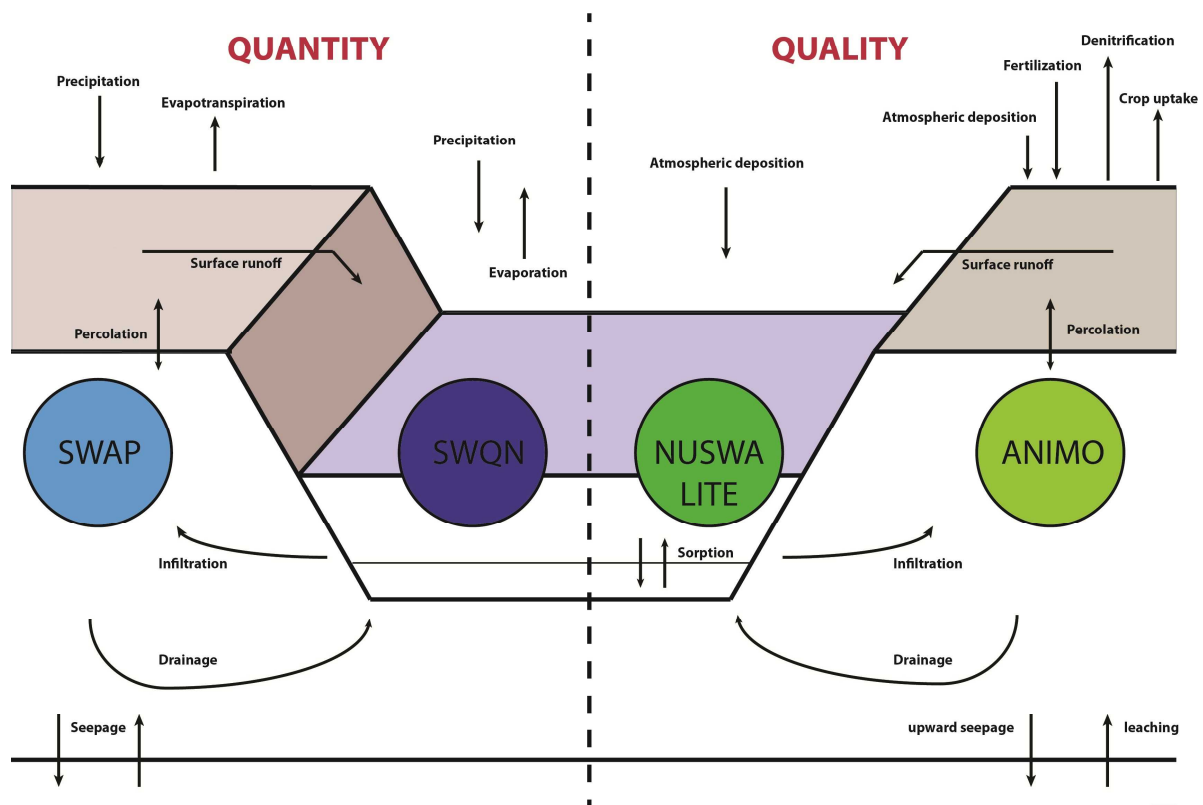 QUANTITY
QUALITY
Precipitation
Evapotranspiration
Precipitation
Evaporation
Atmospheric deposition
Atmospheric deposition
Fertilization
Denitrification
Crop uptake
Surface runoff
Surface runoff
Percolation
Percolation
SWAP
SWQN
NUSWA
LITE
ANIMO
Infiltration
Sorption
Infiltration
Drainage
Drainage
Seepage
upward seepage
leaching